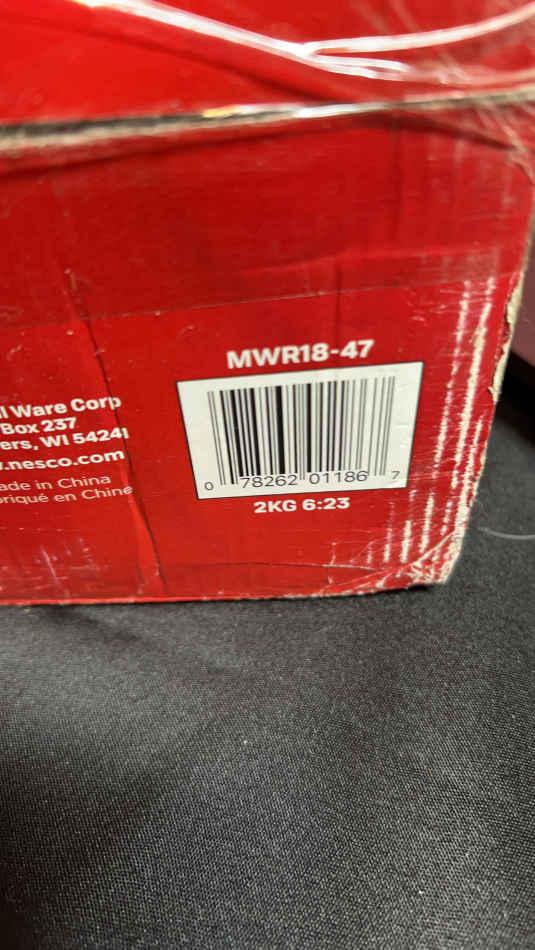 MWR18-47
0 78262 01186 7
2KG 6:23
l Ware Corp
Box 237
ers, WI 54241
.nesco.com
ade in China
briqué en Chine